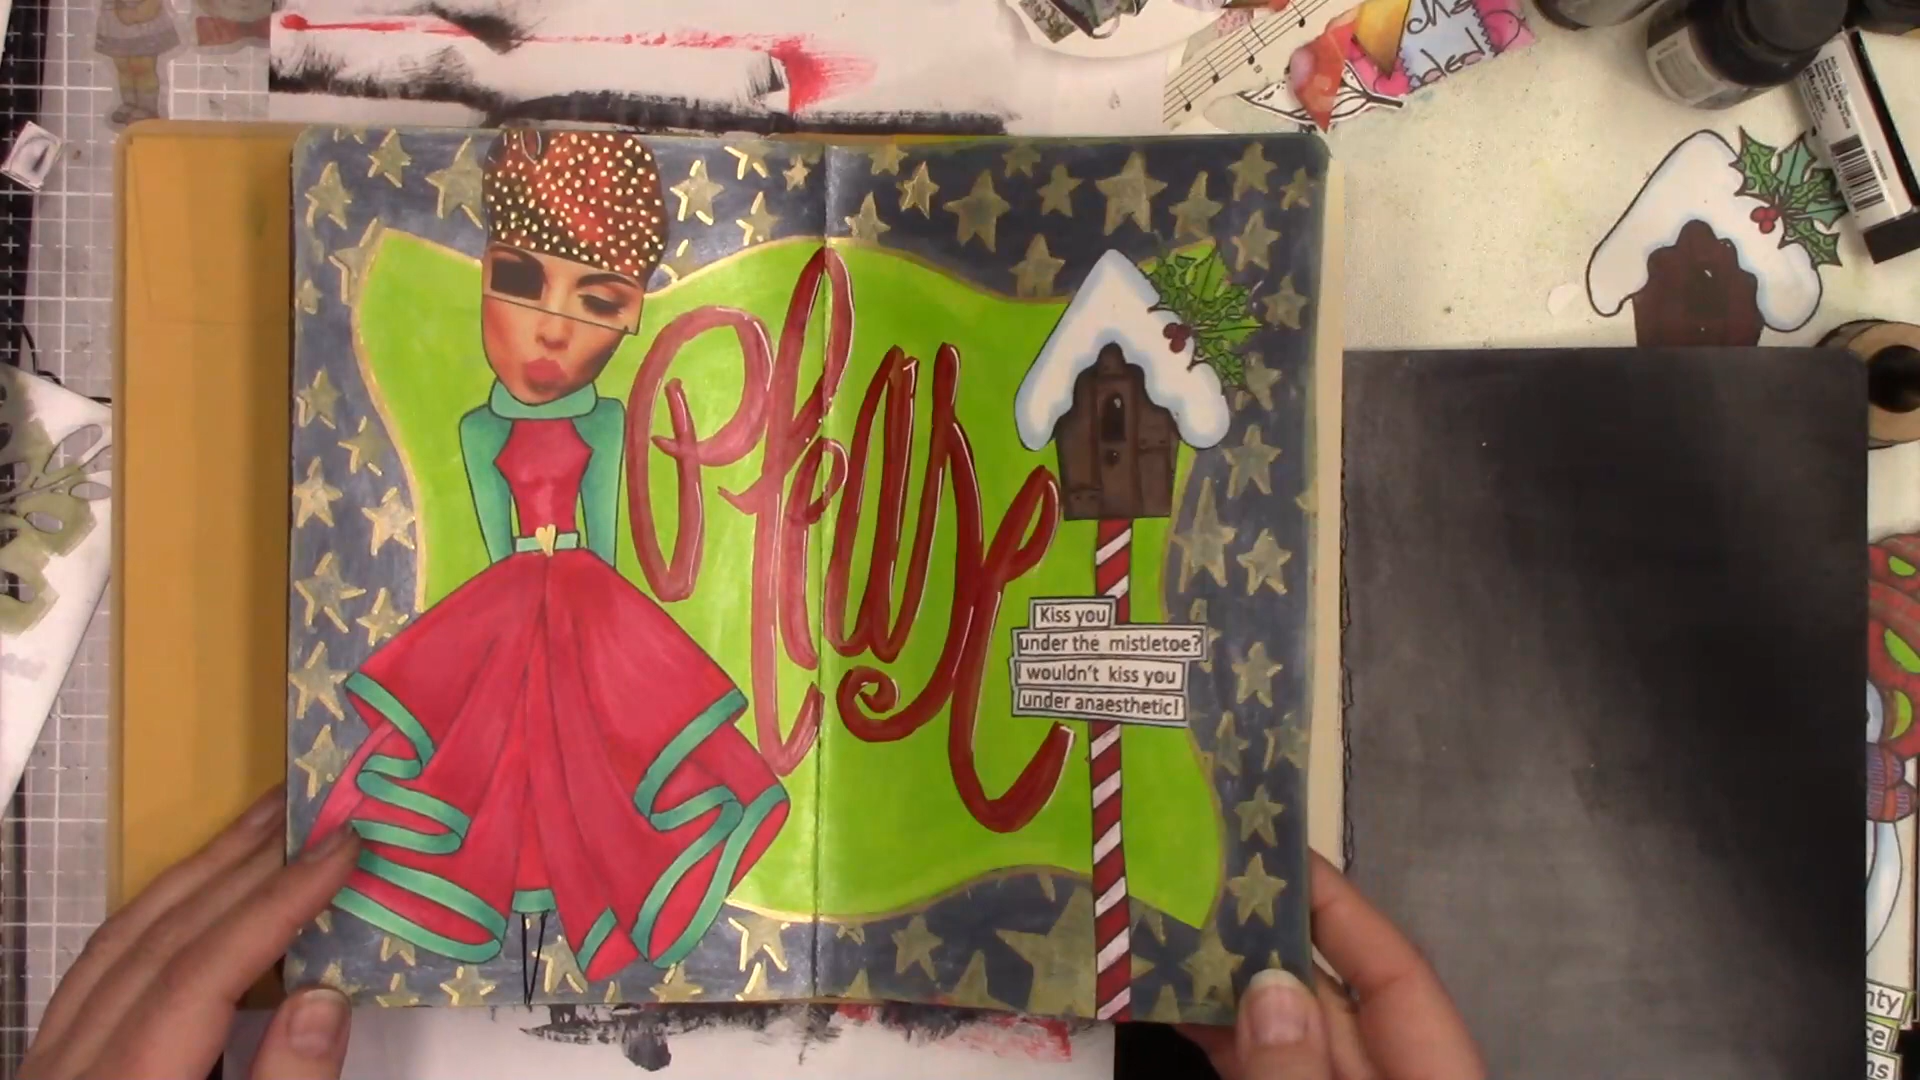 Please
Kiss you
under the mistletoe?
I wouldn't kiss you
under anaesthetic!